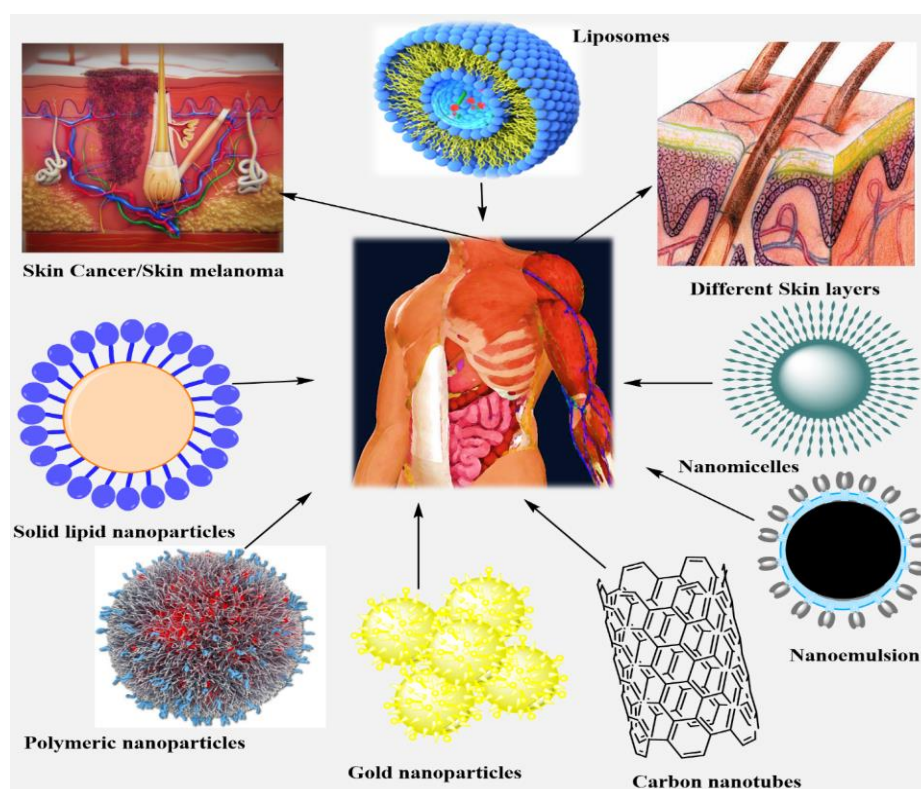 Liposomes
Skin Cancer/Skin melanoma
Different Skin layers
Nanomicelles
Solid lipid nanoparticles
Nanoemulsion
Polymeric nanoparticles
Gold nanoparticles
Carbon nanotubes